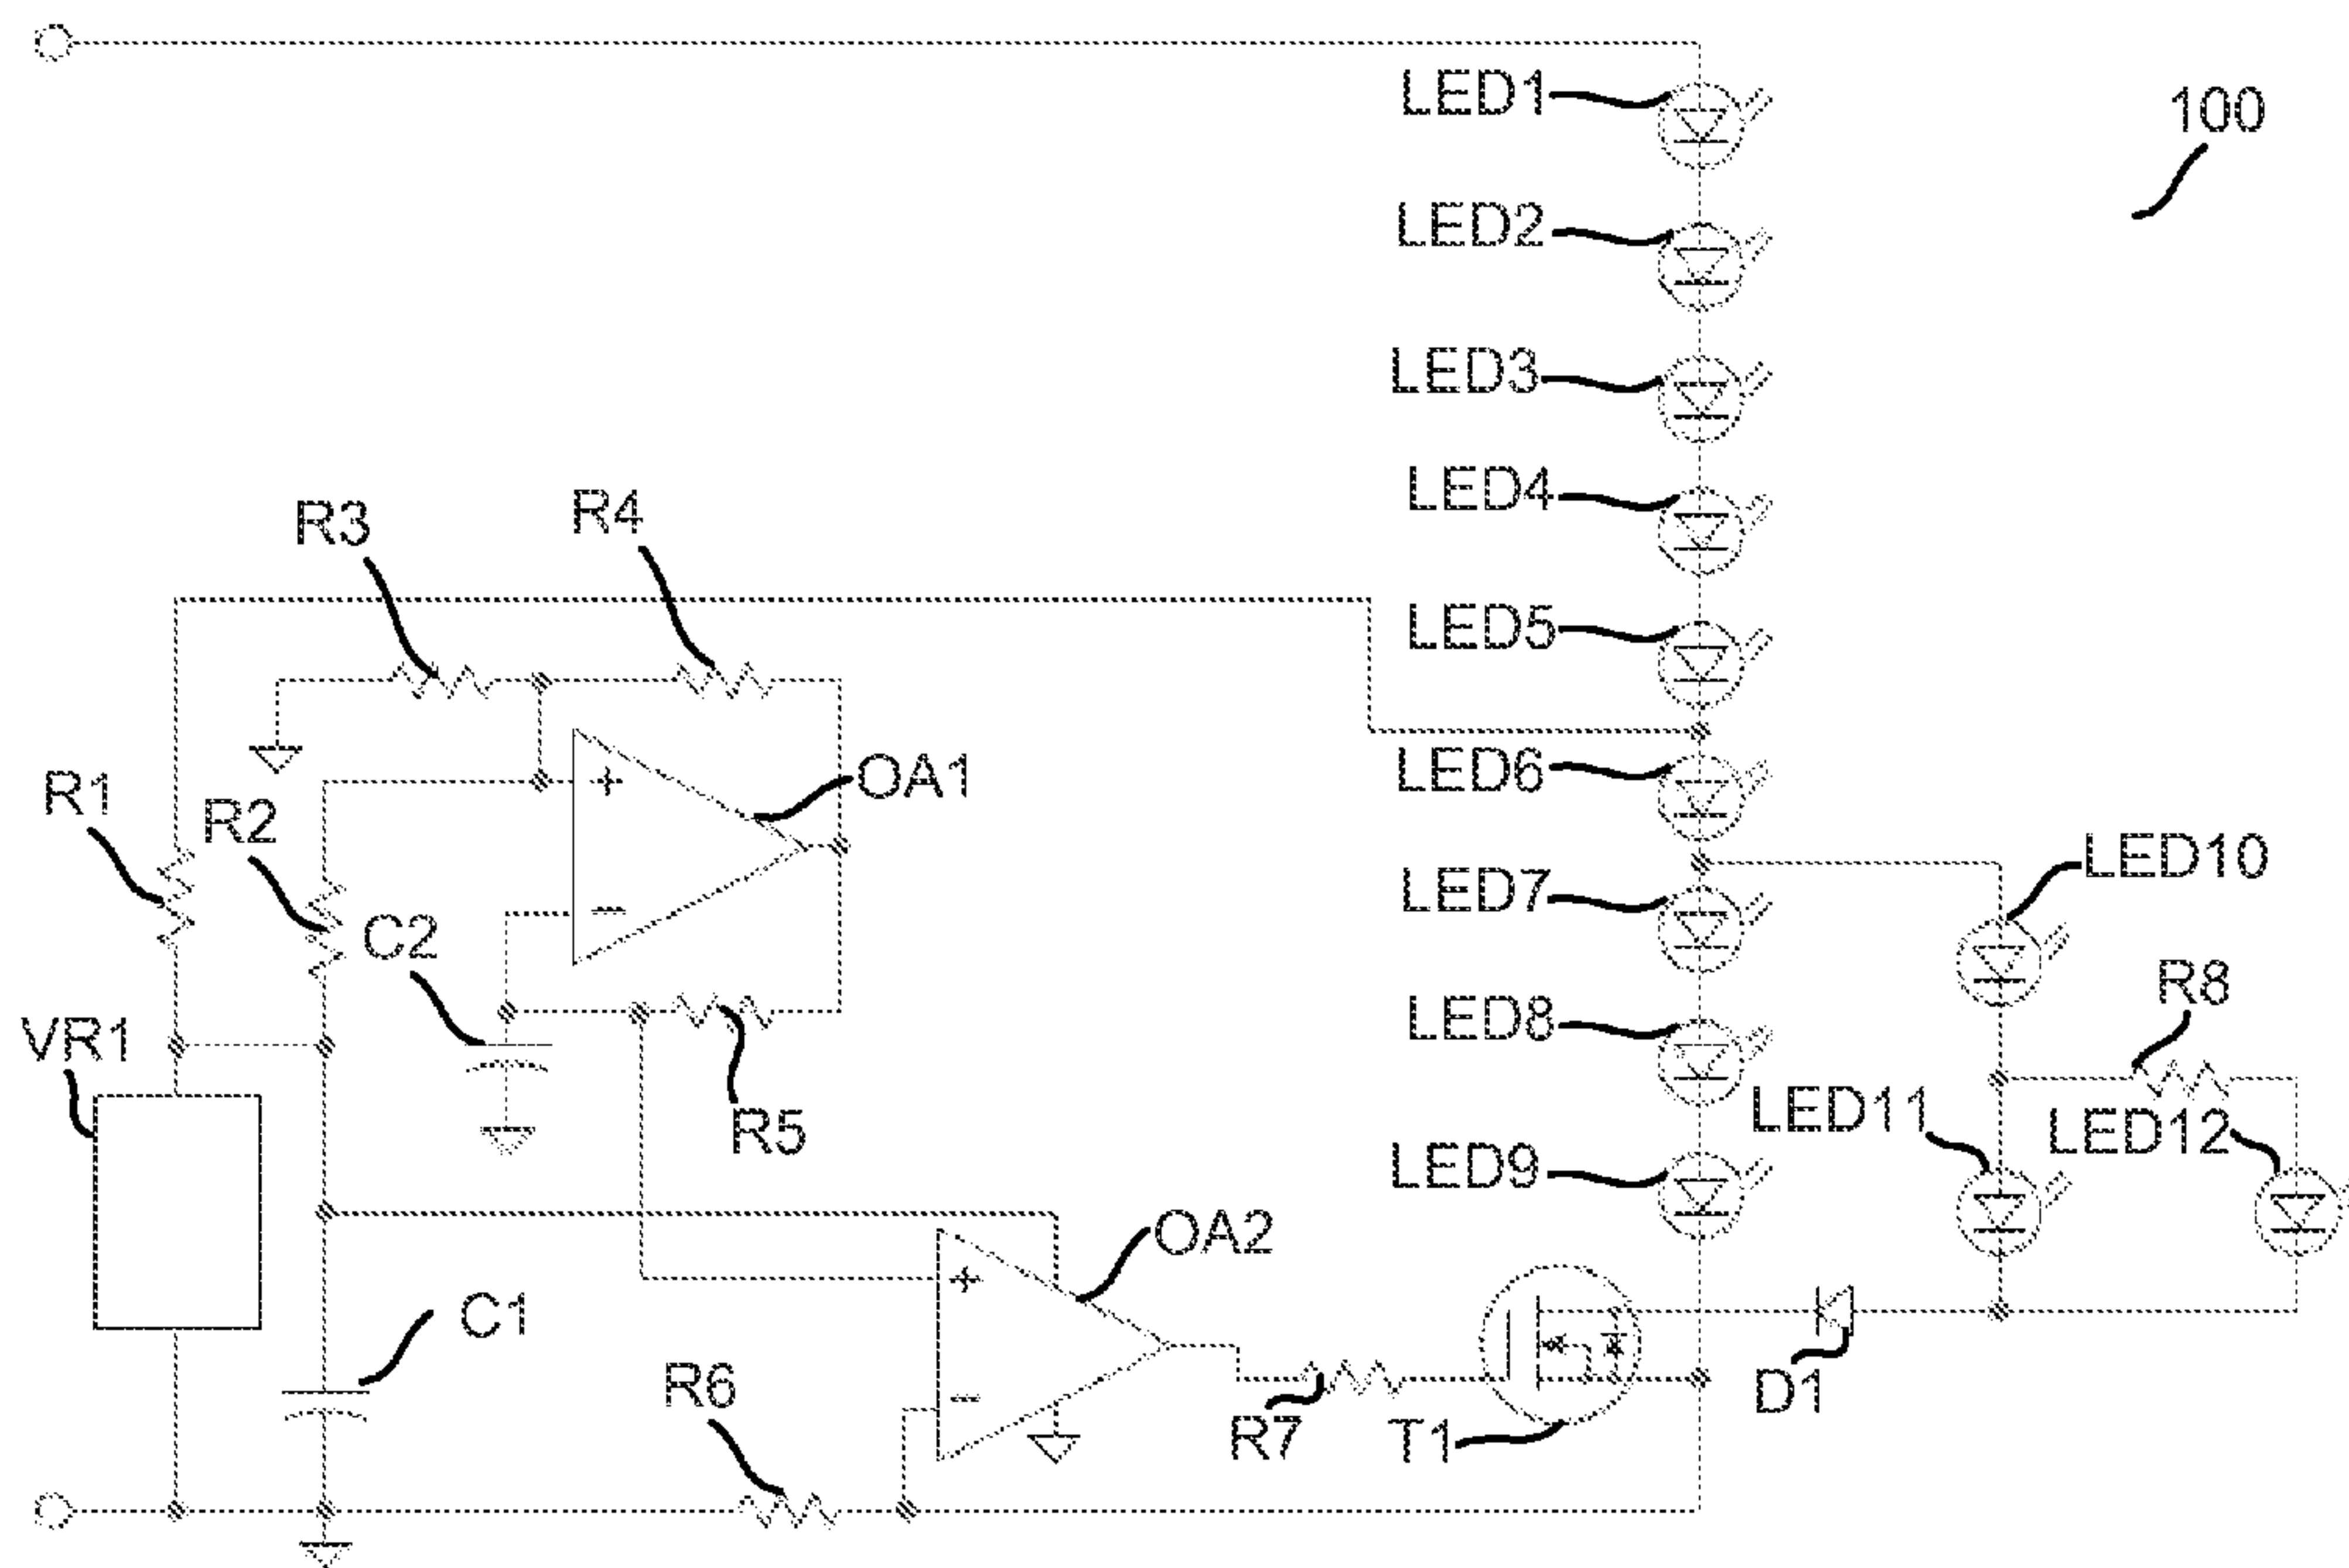 LED1
100
LED2
LED3
LED4
R4
R3
LED5
LED6
OA1
R1
R2
LED10
LED7
C2
R8
LED8
VR1
LED11
R5
LED12
LED9
OA2
C1
R6
D1
R7
T1